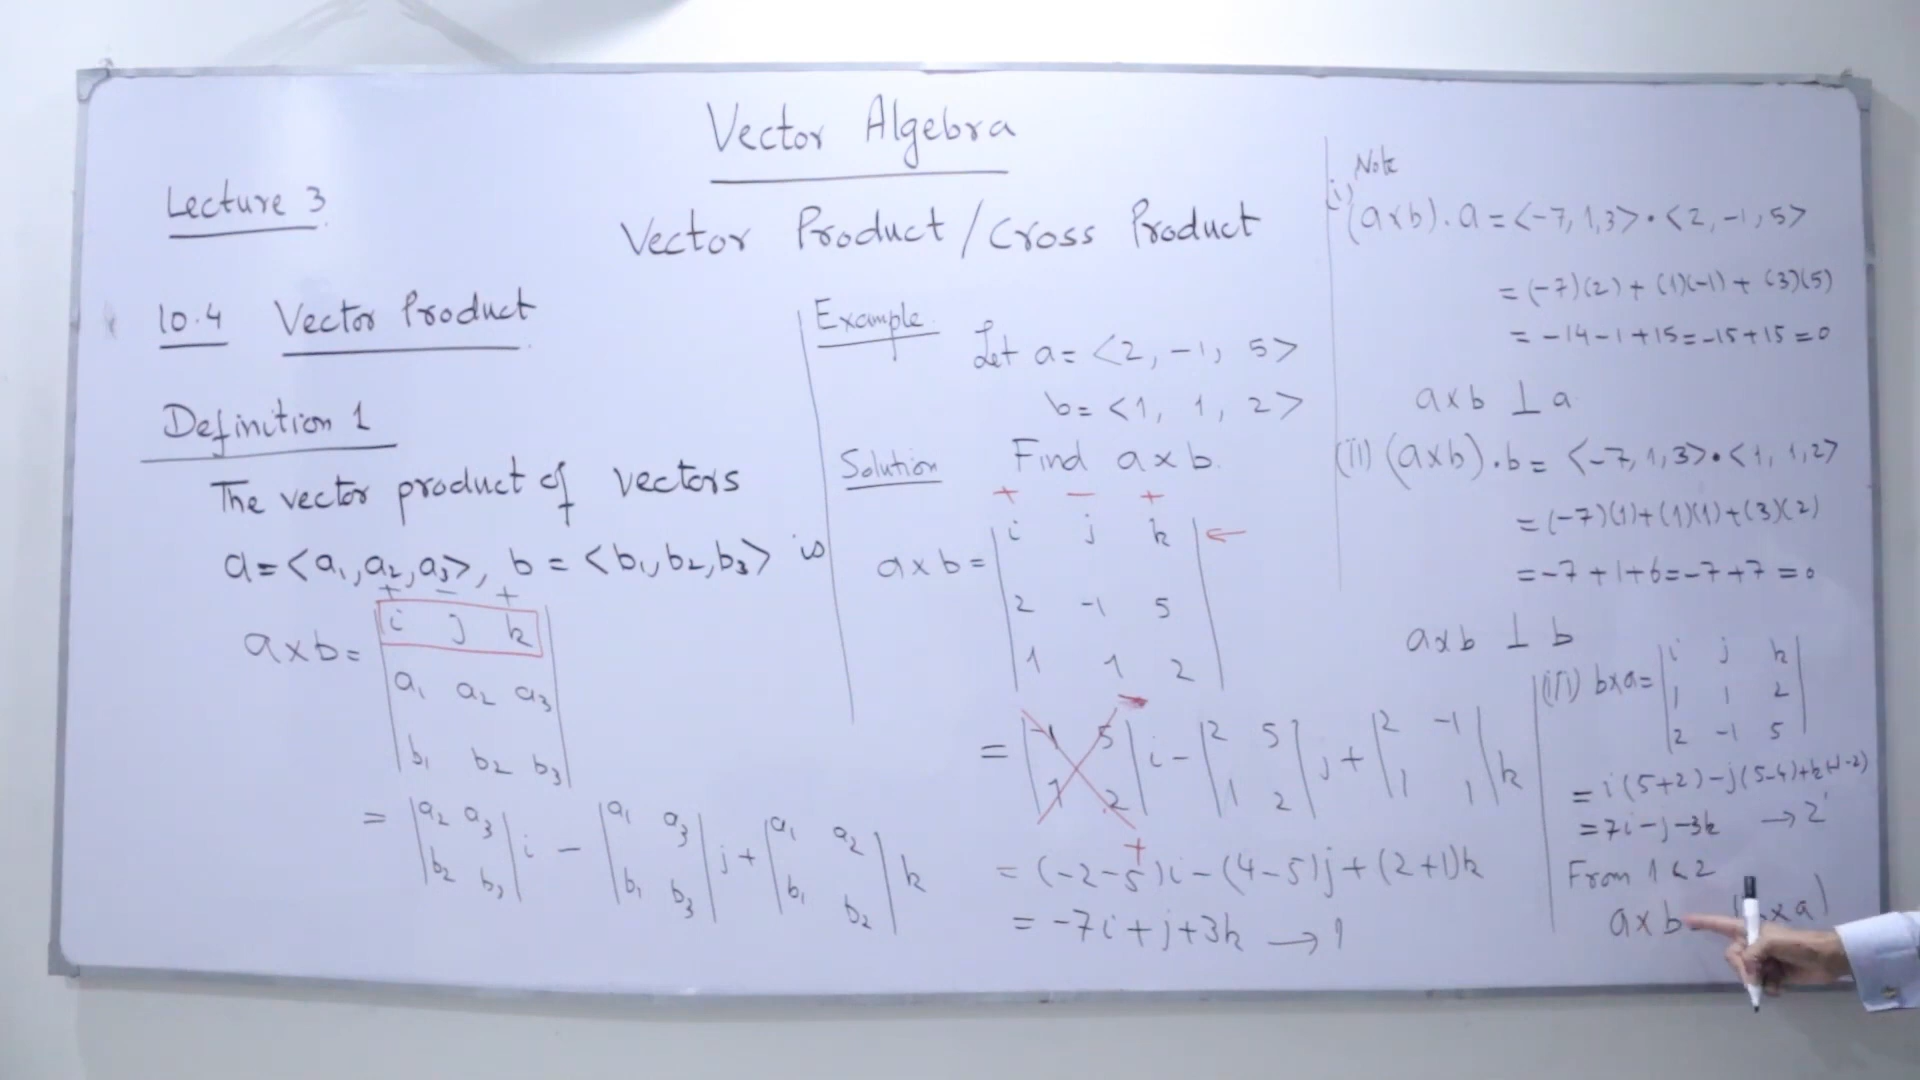 Vector Algebra
Lecture 3
Vector Product / Cross Product
10.4 Vector Product
Definition 1
The vector product of vectors
a = <a₁, a₂, a₃>, b = <b₁, b₂, b₃> is
+ − +
a×b = | i j k |
| a₁ a₂ a₃ |
| b₁ b₂ b₃ |
= | a₂ a₃ | i − | a₁ a₃ | j + | a₁ a₂ | k
| b₂ b₃ | | b₁ b₃ | | b₁ b₂ |
Example
Let a = <2, -1, 5>
b = <1, 1, 2>
Find a × b.
Solution
+ − +
a×b = | i j k | ←
| 2 -1 5 |
| 1 1 2 |
−
= | -1 5 | i − | 2 5 | j + | 2 -1 | k
| 1 2 | | 1 2 | | 1 1 |
+
= (-2-5)i − (4-5)j + (2+1)k
= -7i + j + 3k → 1
Note
(i) (a×b) . a = <-7, 1, 3> • <2, -1, 5>
= (-7)(2) + (1)(-1) + (3)(5)
= -14 - 1 + 15 = -15 + 15 = 0
a×b ⊥ a
(ii) (a×b) . b = <-7, 1, 3> • <1, 1, 2>
= (-7)(1) + (1)(1) + (3)(2)
= -7 + 1 + 6 = -7 + 7 = 0
a×b ⊥ b
(iii) b×a = | i j k |
| 1 1 2 |
| 2 -1 5 |
= i(5+2) − j(5-4) + k(-1-2)
= 7i - j - 3k → 2
From 1 & 2
a×b ×a)